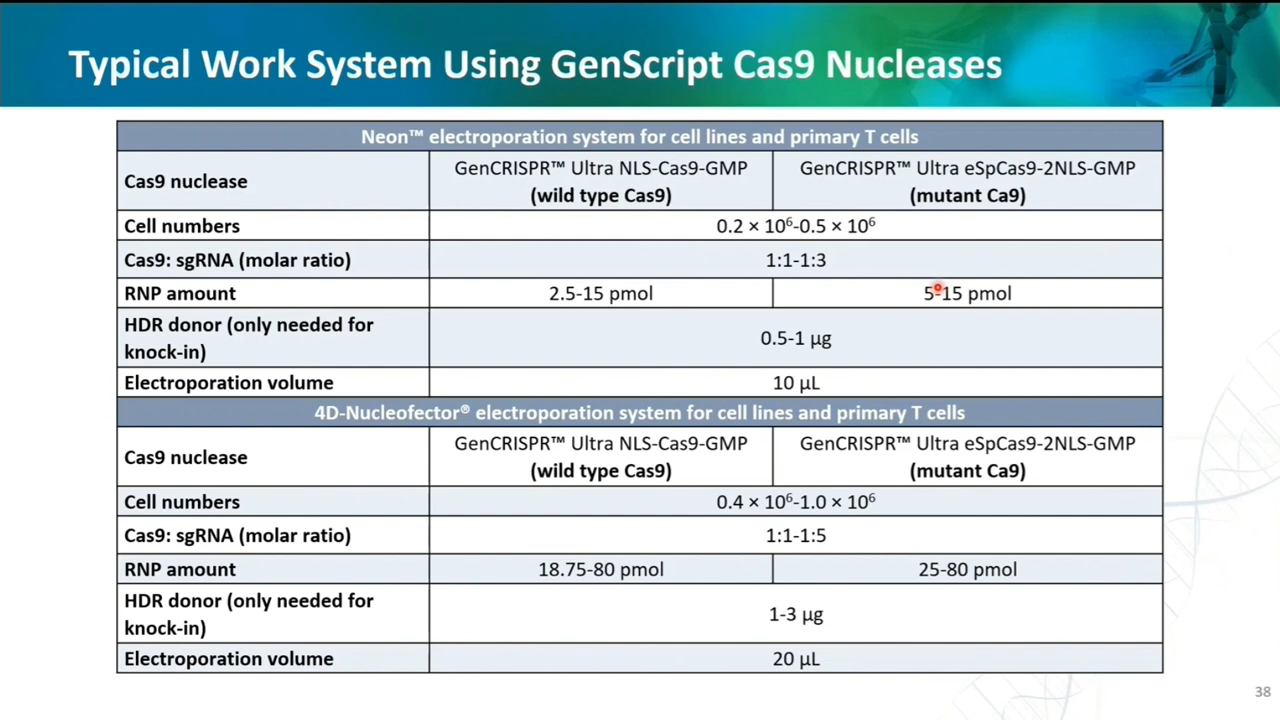 Typical Work System Using GenScript Cas9 Nucleases
Neon™ electroporation system for cell lines and primary T cells
Cas9 nuclease
GenCRISPR™ Ultra NLS-Cas9-GMP
(wild type Cas9)
GenCRISPR™ Ultra eSpCas9-2NLS-GMP
(mutant Ca9)
Cell numbers
0.2 × 10⁶-0.5 × 10⁶
Cas9: sgRNA (molar ratio)
1:1-1:3
RNP amount
2.5-15 pmol
5-15 pmol
HDR donor (only needed for
knock-in)
0.5-1 µg
Electroporation volume
10 µL
4D-Nucleofector® electroporation system for cell lines and primary T cells
Cas9 nuclease
GenCRISPR™ Ultra NLS-Cas9-GMP
(wild type Cas9)
GenCRISPR™ Ultra eSpCas9-2NLS-GMP
(mutant Ca9)
Cell numbers
0.4 × 10⁶-1.0 × 10⁶
Cas9: sgRNA (molar ratio)
1:1-1:5
RNP amount
18.75-80 pmol
25-80 pmol
HDR donor (only needed for
knock-in)
1-3 µg
Electroporation volume
20 µL
38